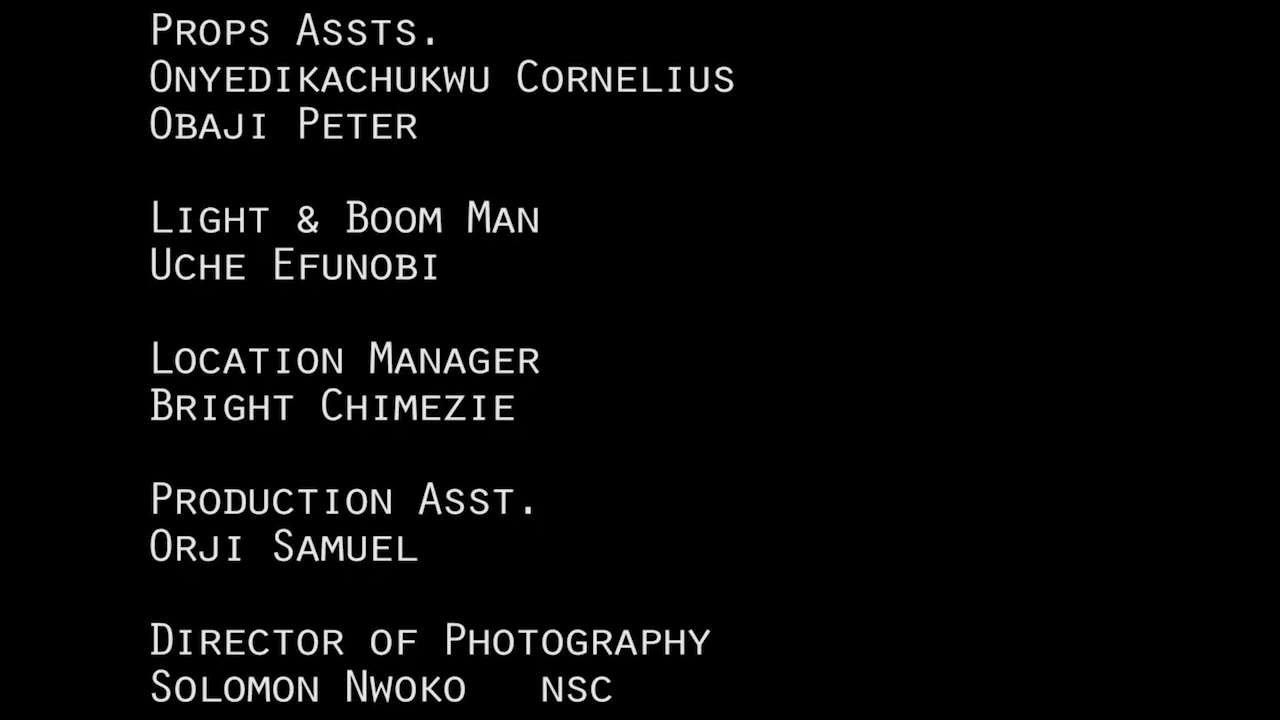 Props Assts.
Onyedikachukwu Cornelius
Obaji Peter
Light & Boom Man
Uche Efunobi
Location Manager
Bright Chimezie
Production Asst.
Orji Samuel
Director of Photography
Solomon Nwoko nsc